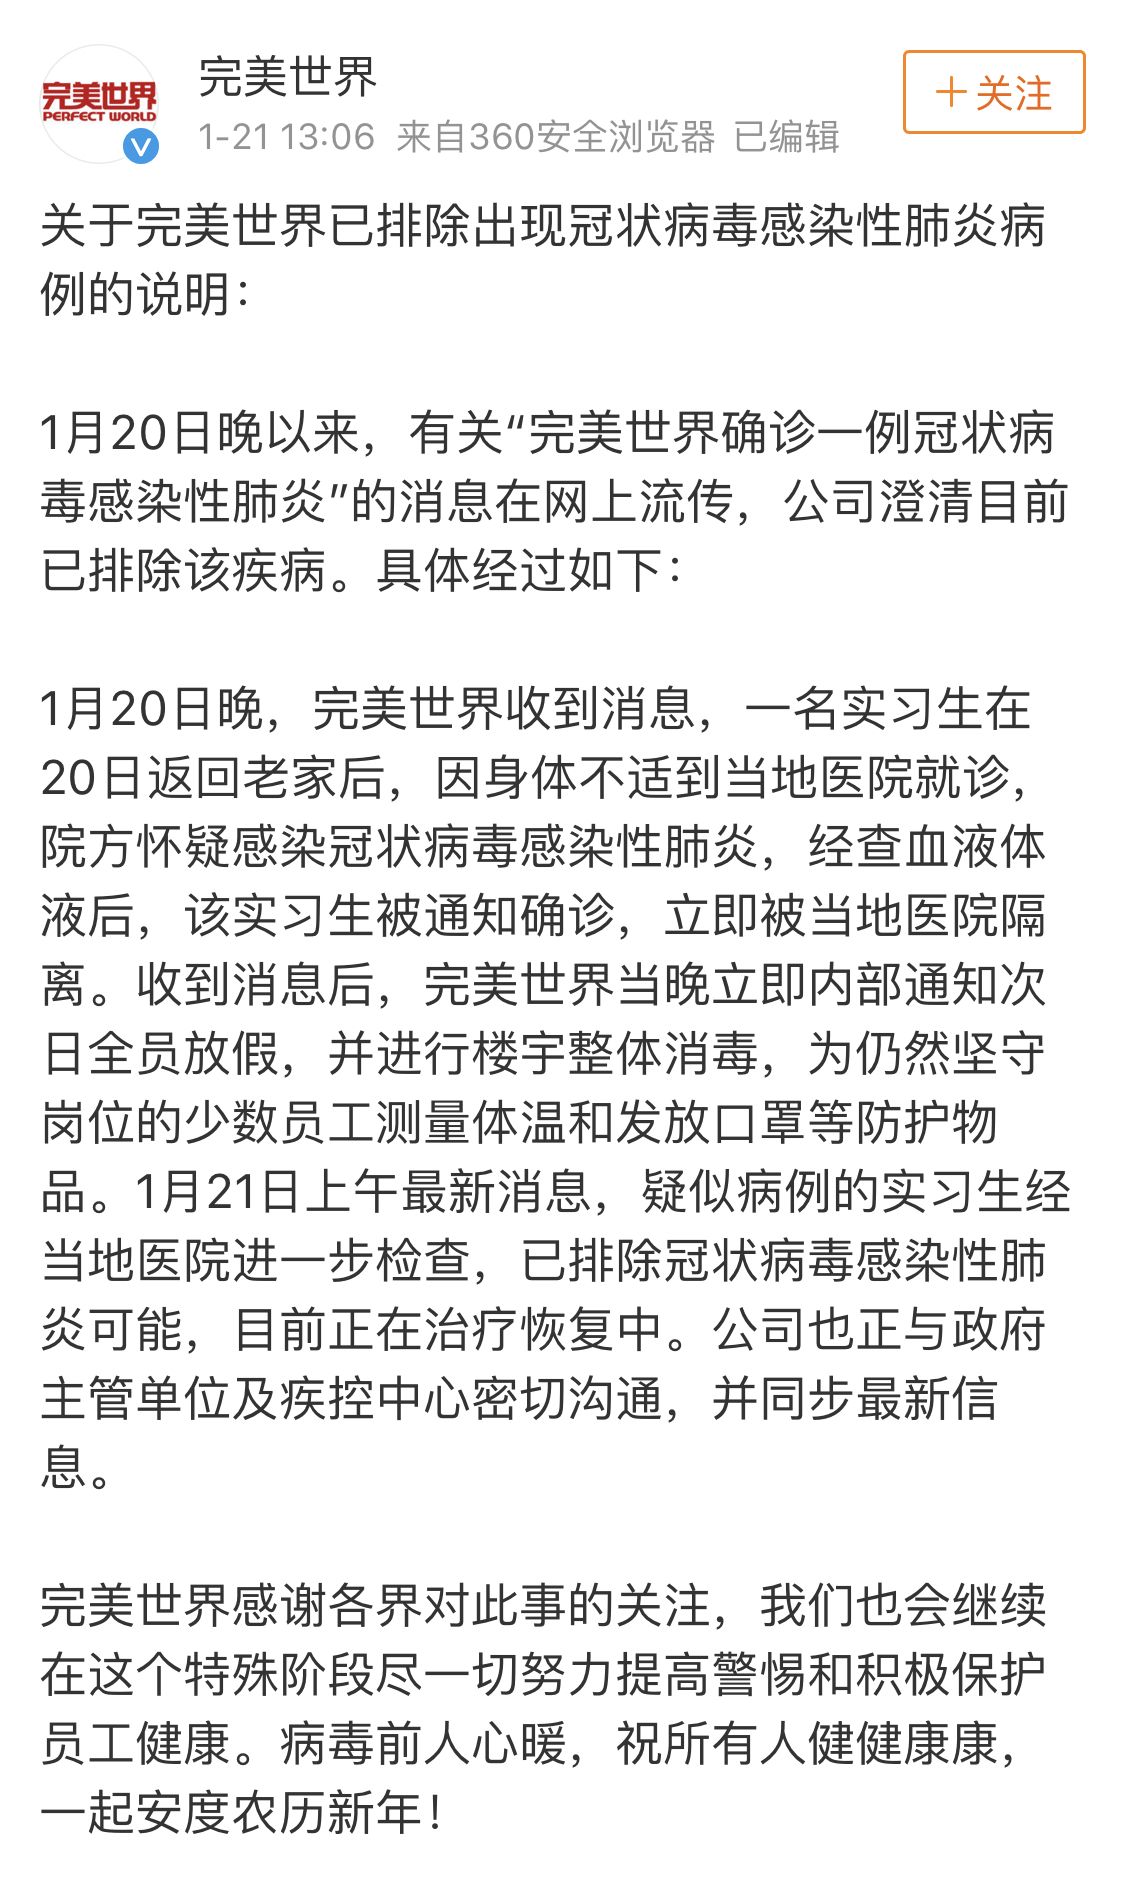 完美世界
PERFECT WORLD
完美世界
1-21 13:06 来自360安全浏览器 已编辑
+关注
关于完美世界已排除出现冠状病毒感染性肺炎病
例的说明：
1月20日晚以来，有关“完美世界确诊一例冠状病
毒感染性肺炎”的消息在网上流传，公司澄清目前
已排除该疾病。具体经过如下：
1月20日晚，完美世界收到消息，一名实习生在
20日返回老家后，因身体不适到当地医院就诊，
院方怀疑感染冠状病毒感染性肺炎，经查血液体
液后，该实习生被通知确诊，立即被当地医院隔
离。收到消息后，完美世界当晚立即内部通知次
日全员放假，并进行楼宇整体消毒，为仍然坚守
岗位的少数员工测量体温和发放口罩等防护物
品。1月21日上午最新消息，疑似病例的实习生经
当地医院进一步检查，已排除冠状病毒感染性肺
炎可能，目前正在治疗恢复中。公司也正与政府
主管单位及疾控中心密切沟通，并同步最新信
息。
完美世界感谢各界对此事的关注，我们也会继续
在这个特殊阶段尽一切努力提高警惕和积极保护
员工健康。病毒前人心暖，祝所有人健健康康，
一起安度农历新年！